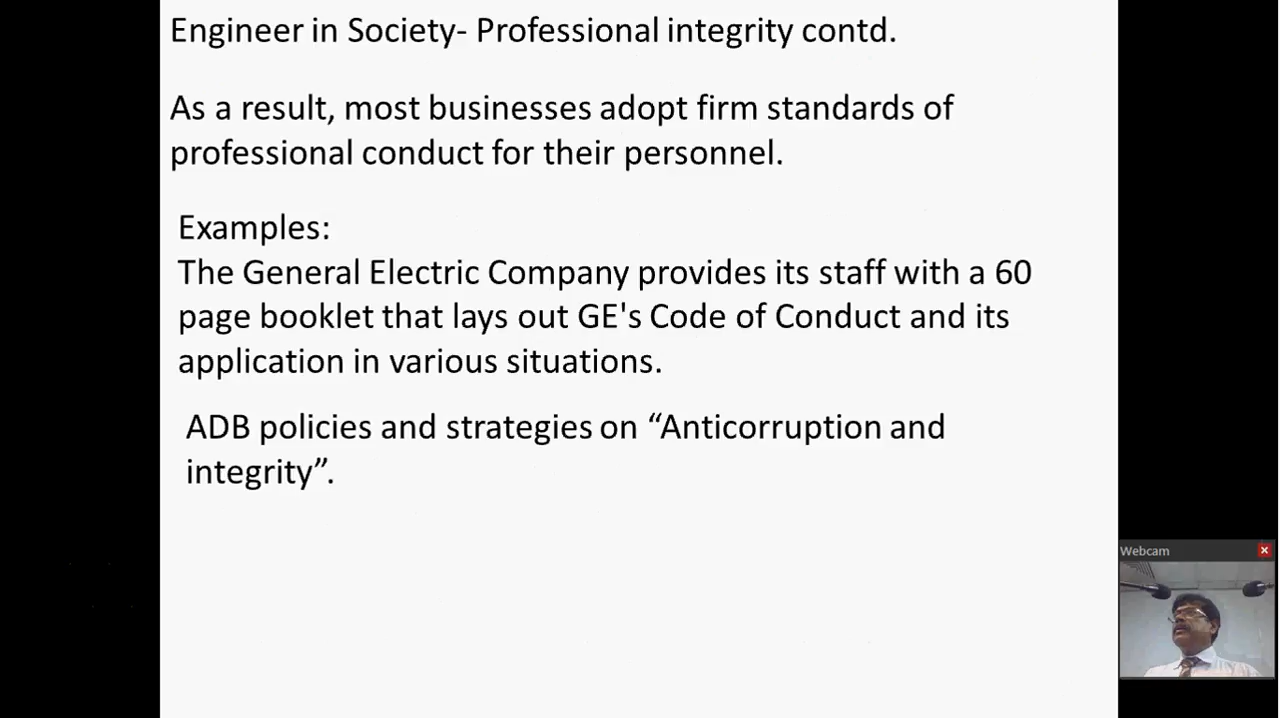 Engineer in Society- Professional integrity contd.
As a result, most businesses adopt firm standards of
professional conduct for their personnel.
Examples:
The General Electric Company provides its staff with a 60
page booklet that lays out GE's Code of Conduct and its
application in various situations.
ADB policies and strategies on “Anticorruption and
integrity”.
Webcam